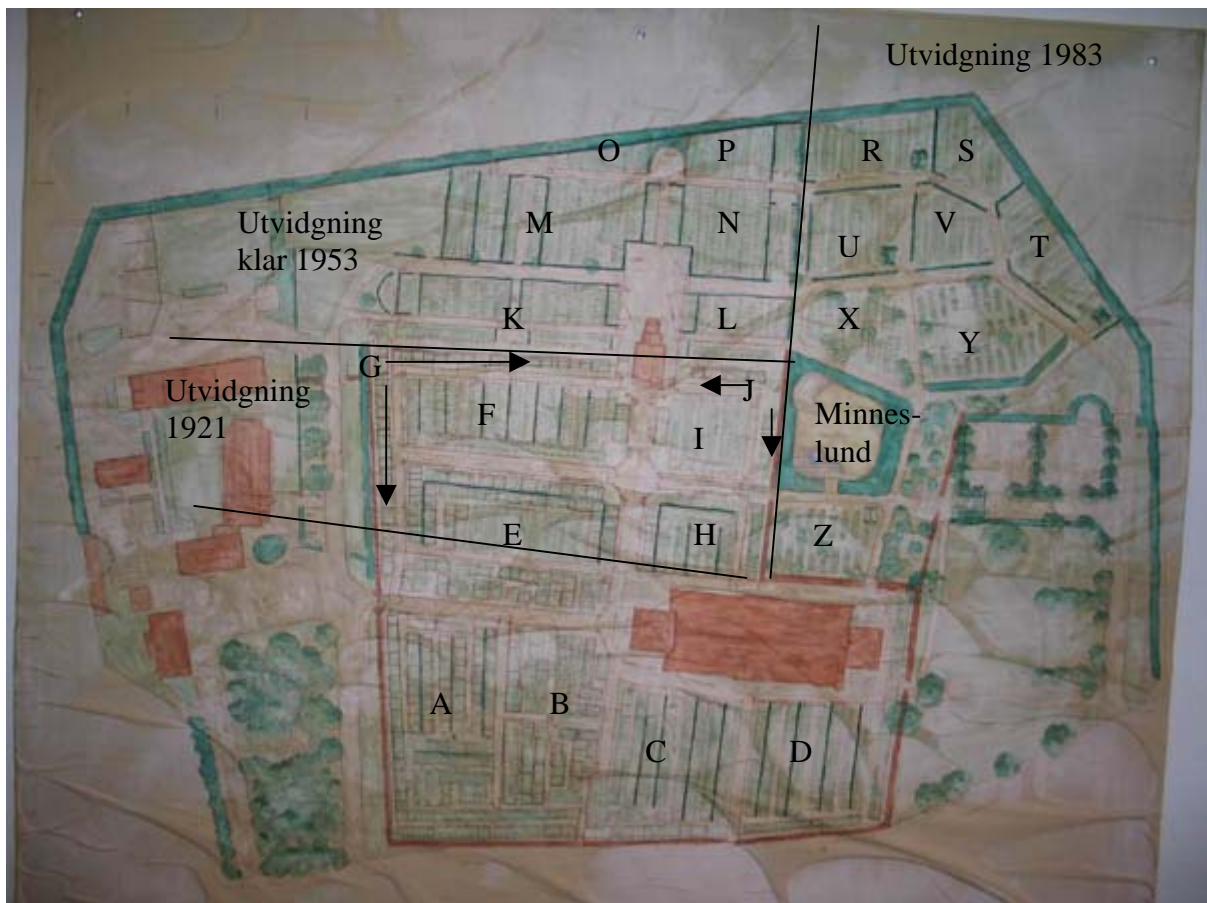 Utvidgning 1983
O P R S
Utvidgning
klar 1953
M N U V T
K L X Y
G
Utvidgning
1921
J
F I
Minnes-
lund
E H Z
A B
C D